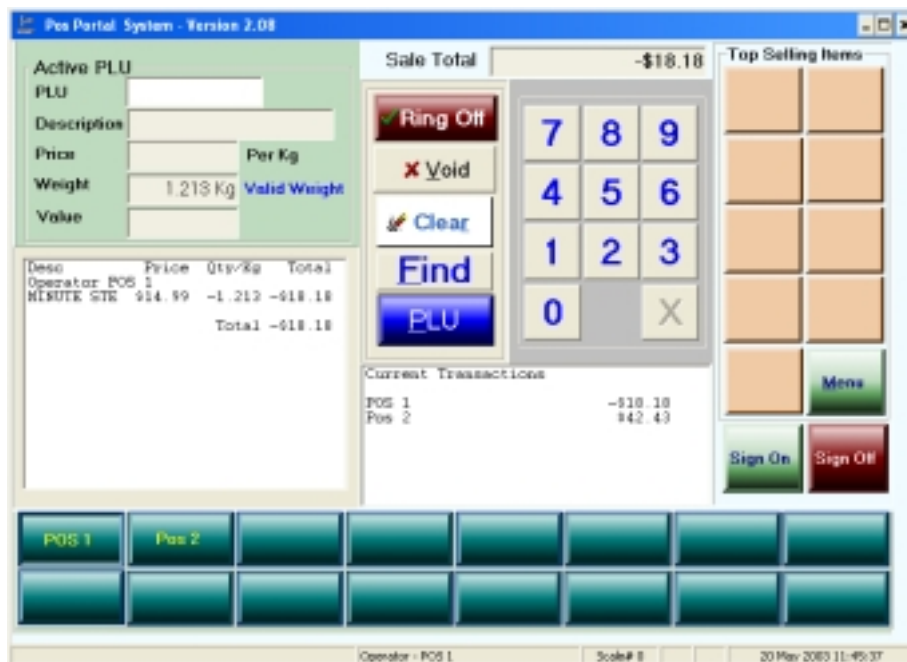 Pos Portal System - Version 2.08
Active PLU
PLU
Description
Price Per Kg
Weight 1.213 Kg Valid Weight
Value
Sale Total -$18.18
Ring Off
Void
Clear
Find
PLU
7 8 9
4 5 6
1 2 3
0 X
Top Selling Items
Menu
Sign On Sign Off
Desc Price Qty/Kg Total
Operator POS 1
MINUTE STE $14.99 -1.213 -$18.18
Total -$18.18
Current Transactions
POS 1 -$18.18
Pos 2 $42.43
POS 1 Pos 2
Operator - POS 1 Scale# 0 20 May 2003 11:45:37